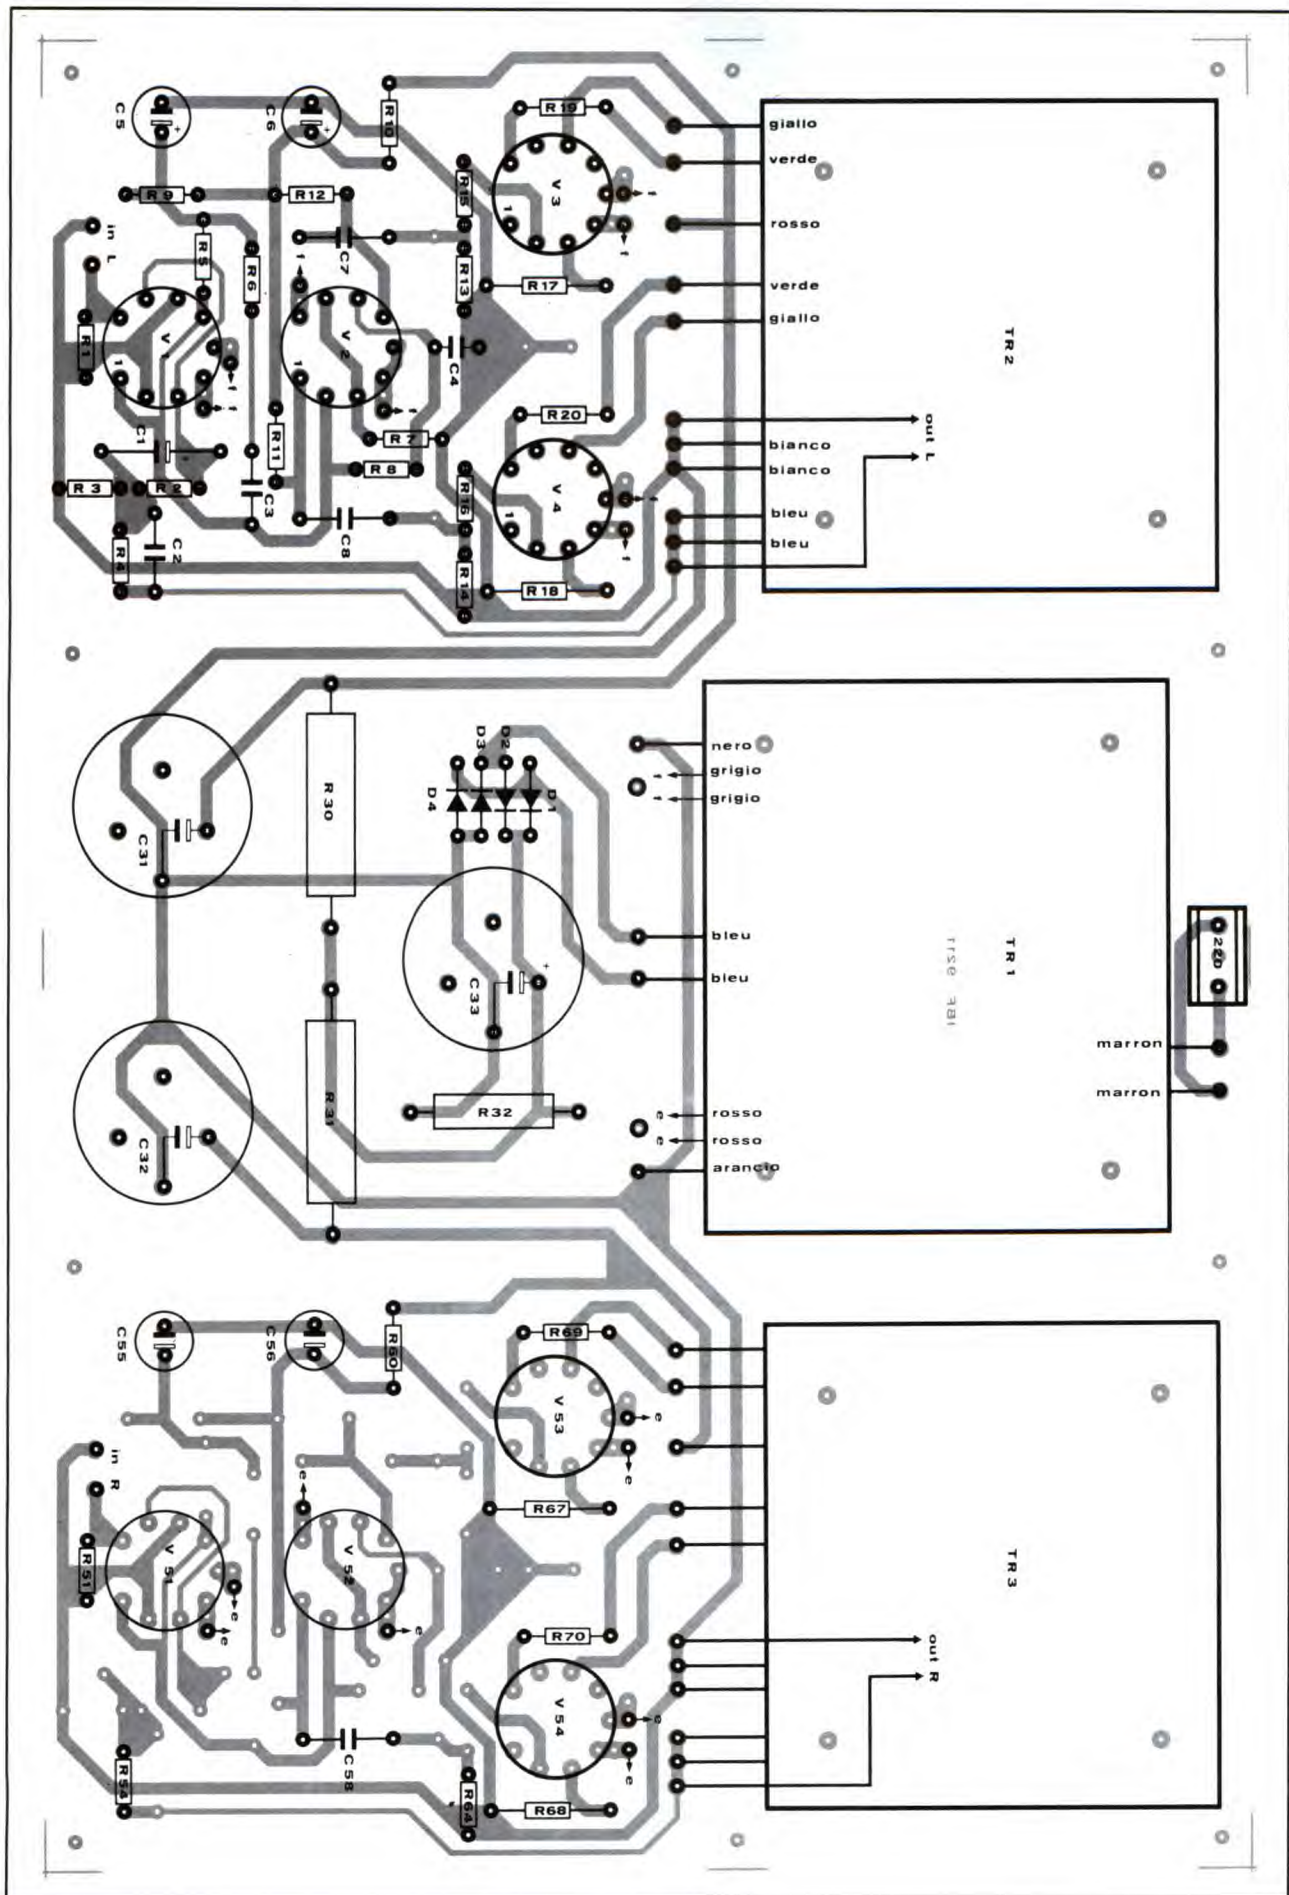 C5
C6
R10
R19
giallo
verde
V3
R15
1
f
f
rosso
R9
R12
in L
R5
R6
C7
f
R13
R17
verde
giallo
TR2
R1
V1
1
f
f
V2
1
f
C4
R20
out L
bianco
bianco
C1
+
R11
R7
R8
R3
R2
C3
R16
V4
1
f
f
C8
bleu
bleu
R4
C2
R14
R18
R30
D3
D2
D4
D1
nero
f grigio
f grigio
C31
C33
+
bleu
bleu
TR1
220
marron
marron
R31
R32
C32
e rosso
e rosso
arancio
C55
C56
R60
R69
V53
e
e
in R
e
R67
R51
V51
e
e
V52
e
R70
TR3
out R
V54
e
e
R54
C58
R64
R68